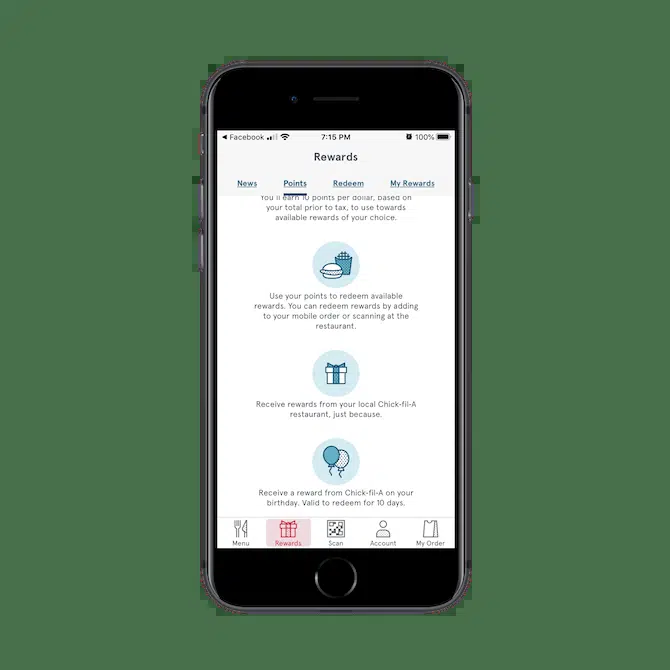 Facebook 7:15 PM 100%
Rewards
News Points Redeem My Rewards
You'll earn 10 points per dollar, based on
your total prior to tax, to use towards
available rewards of your choice.
Use your points to redeem available
rewards. You can redeem rewards by adding
to your mobile order or scanning at the
restaurant.
Receive rewards from your local Chick-fil-A
restaurant, just because.
Receive a reward from Chick-fil-A on your
birthday. Valid to redeem for 10 days.
Menu Rewards Scan Account My Order